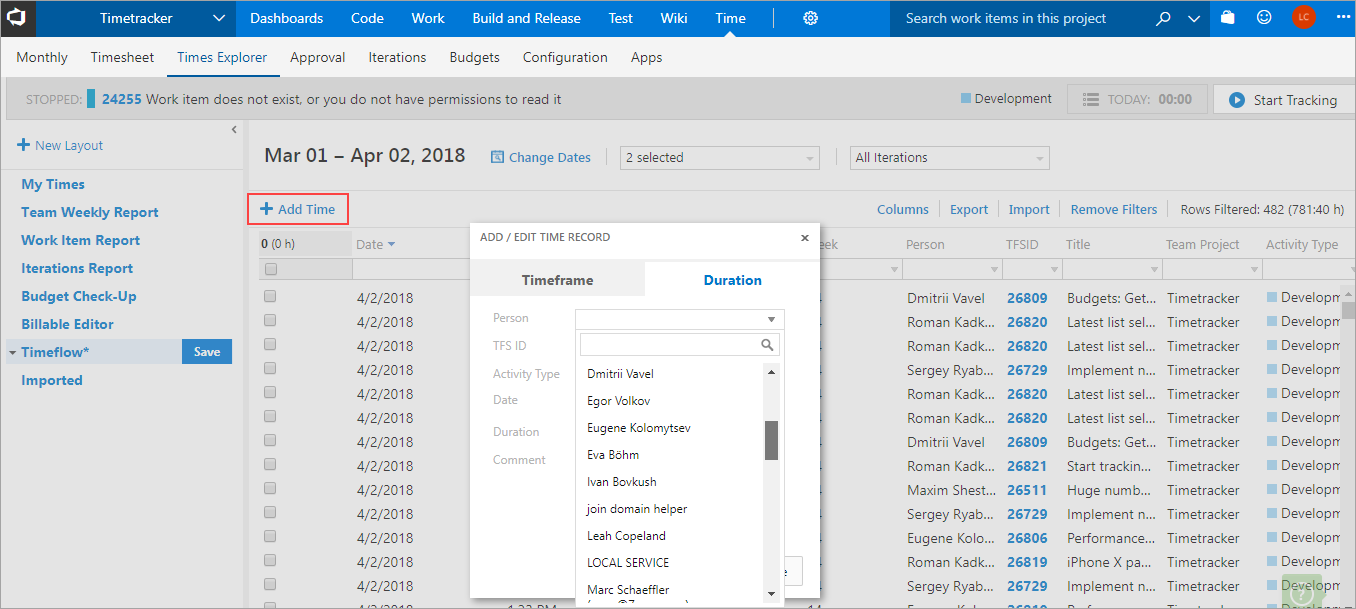 Timetracker Dashboards Code Work Build and Release Test Wiki Time Search work items in this project LC
Monthly Timesheet Times Explorer Approval Iterations Budgets Configuration Apps
STOPPED: 24255 Work item does not exist, or you do not have permissions to read it Development TODAY: 00:00 Start Tracking
New Layout
My Times
Team Weekly Report
Work Item Report
Iterations Report
Budget Check-Up
Billable Editor
Timeflow* Save
Imported
Mar 01 – Apr 02, 2018 Change Dates 2 selected All Iterations
+ Add Time Columns Export Import Remove Filters Rows Filtered: 482 (781:40 h)
0 (0 h) Date eek Person TFSID Title Team Project Activity Type
4/2/2018 Dmitrii Vavel 26809 Budgets: Get... Timetracker Developm
4/2/2018 Roman Kadk... 26820 Latest list sel... Timetracker Developm
4/2/2018 Roman Kadk... 26820 Latest list sel... Timetracker Developm
4/2/2018 Sergey Ryab... 26729 Implement n... Timetracker Developm
4/2/2018 Roman Kadk... 26820 Latest list sel... Timetracker Developm
4/2/2018 Roman Kadk... 26820 Latest list sel... Timetracker Developm
4/2/2018 Dmitrii Vavel 26809 Budgets: Get... Timetracker Developm
4/2/2018 Roman Kadk... 26821 Start trackin... Timetracker Developm
4/2/2018 Maxim Shest... 26511 Huge numb... Timetracker Developm
4/2/2018 Sergey Ryab... 26729 Implement n... Timetracker Developm
4/2/2018 Eugene Kolo... 26806 Performance... Timetracker Developm
4/2/2018 Roman Kadk... 26819 iPhone X pa... Timetracker Developm
4/2/2018 Sergey Ryab... 26729 Implement n... Timetracker Developm
ADD / EDIT TIME RECORD
Timeframe Duration
Person
TFS ID
Activity Type
Date
Duration
Comment
Dmitrii Vavel
Egor Volkov
Eugene Kolomytsev
Eva Böhm
Ivan Bovkush
join domain helper
Leah Copeland
LOCAL SERVICE
Marc Schaeffler